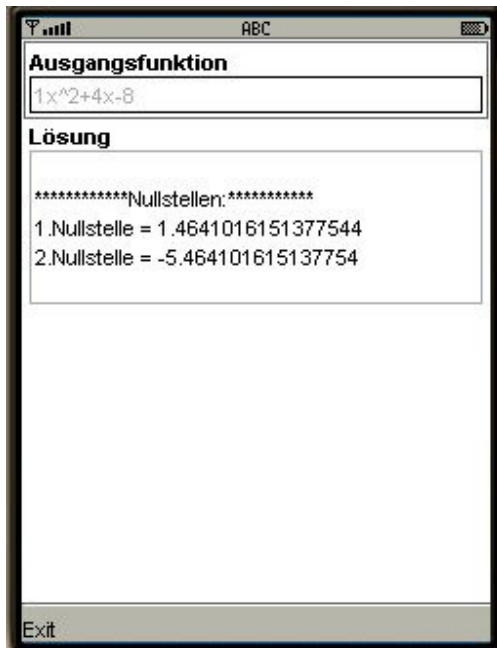 ABC
Ausgangsfunktion
1x^2+4x-8
Lösung
************Nullstellen:***********
1.Nullstelle = 1.4641016151377544
2.Nullstelle = -5.464101615137754
Exit